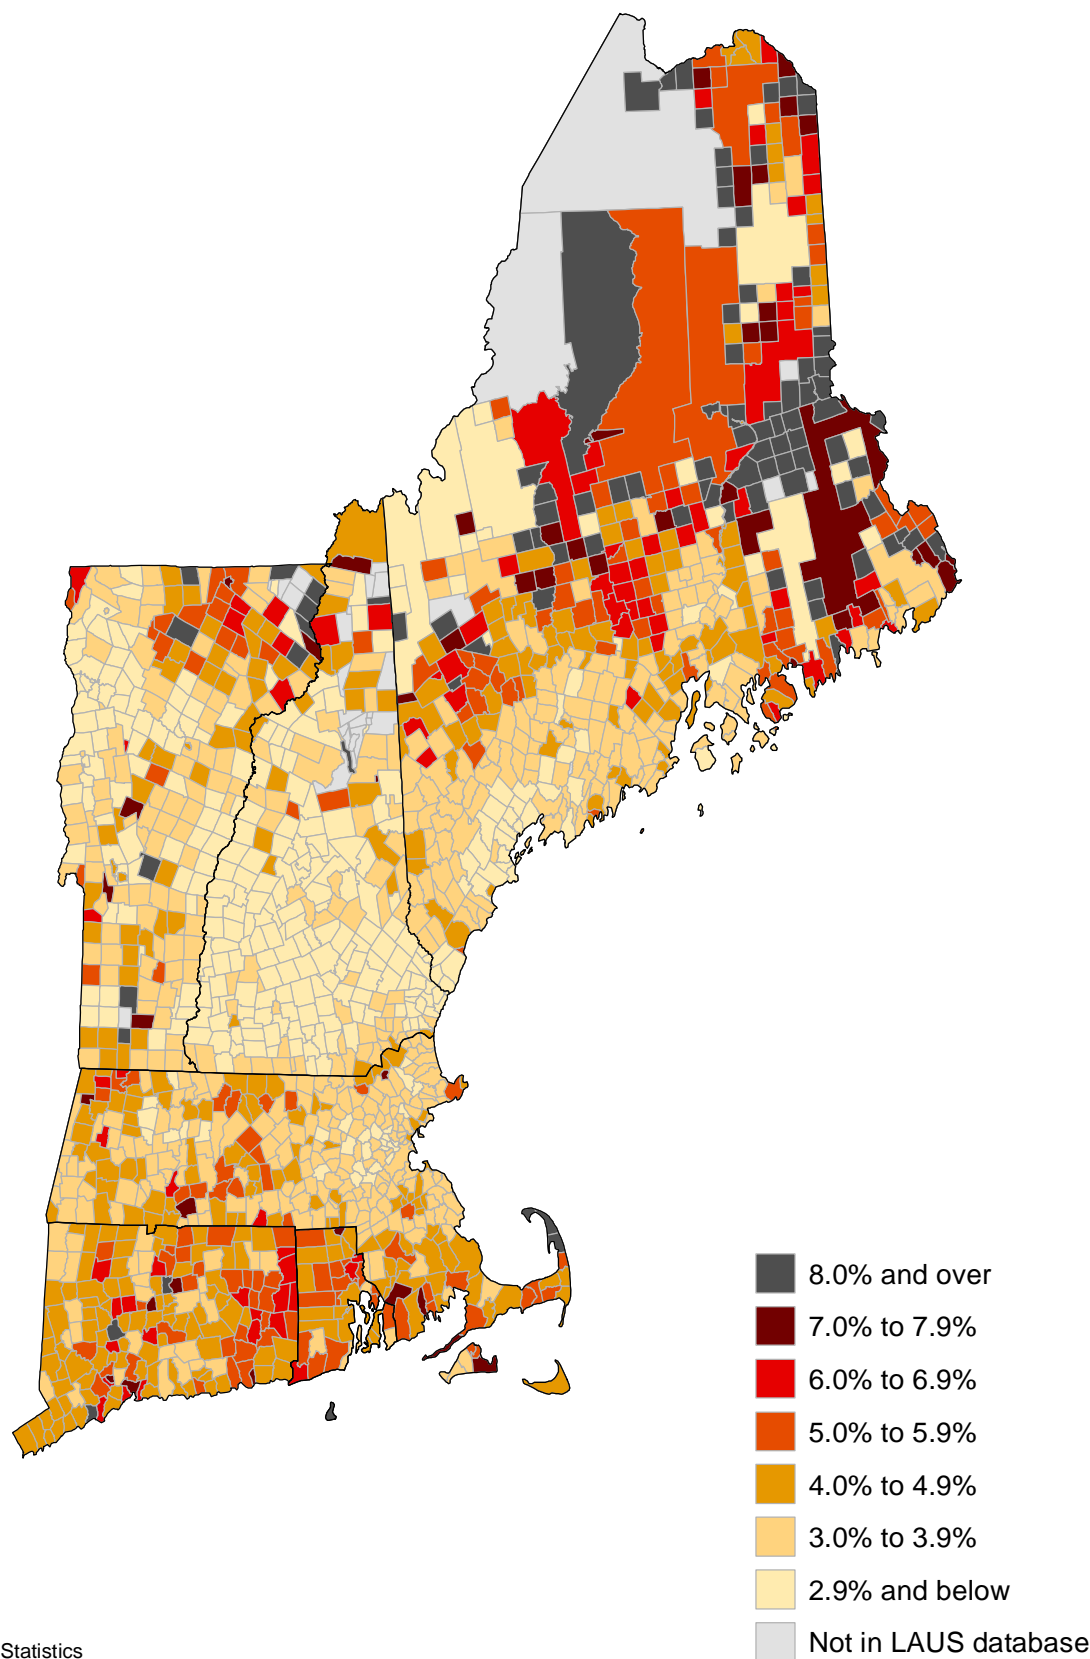 8.0% and over
7.0% to 7.9%
6.0% to 6.9%
5.0% to 5.9%
4.0% to 4.9%
3.0% to 3.9%
2.9% and below
Not in LAUS database
Statistics